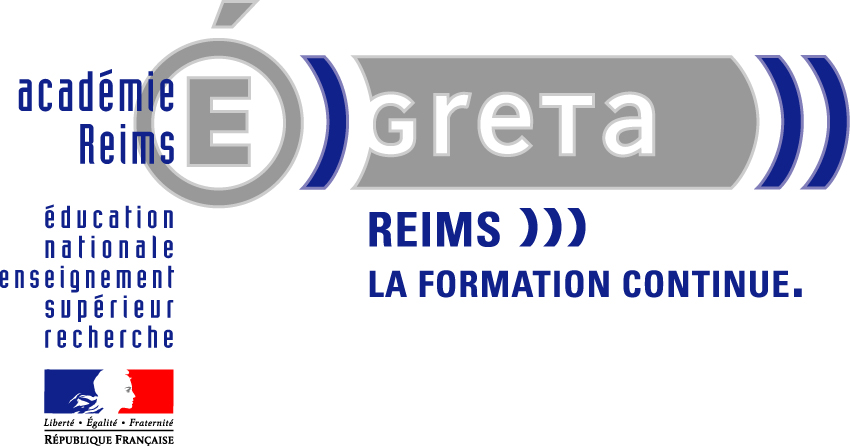 académie
Reims
É
GreTa
REIMS )))
LA FORMATION CONTINUE.
éducation
nationale
enseignement
supérieur
recherche
Liberté • Égalité • Fraternité
RÉPUBLIQUE FRANÇAISE